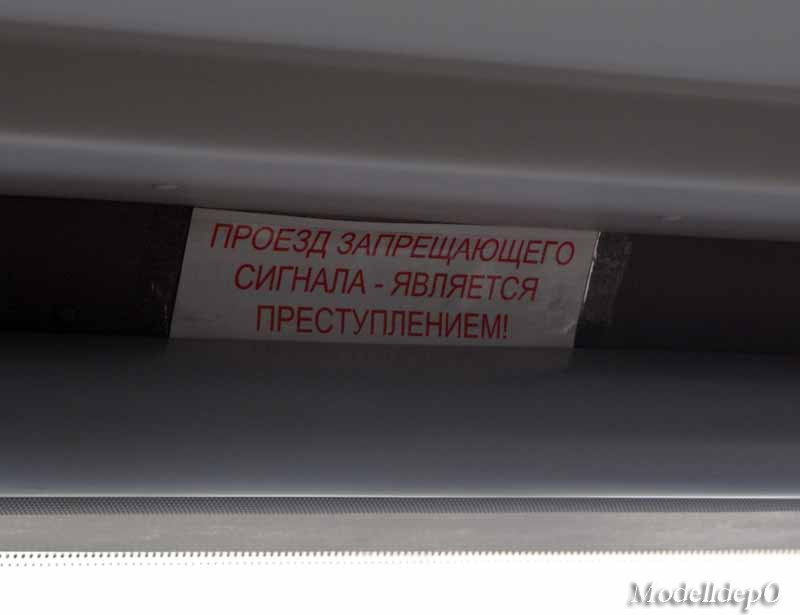 ПРОЕЗД ЗАПРЕЩАЮЩЕГО
СИГНАЛА - ЯВЛЯЕТСЯ
ПРЕСТУПЛЕНИЕМ!
ModelldepO